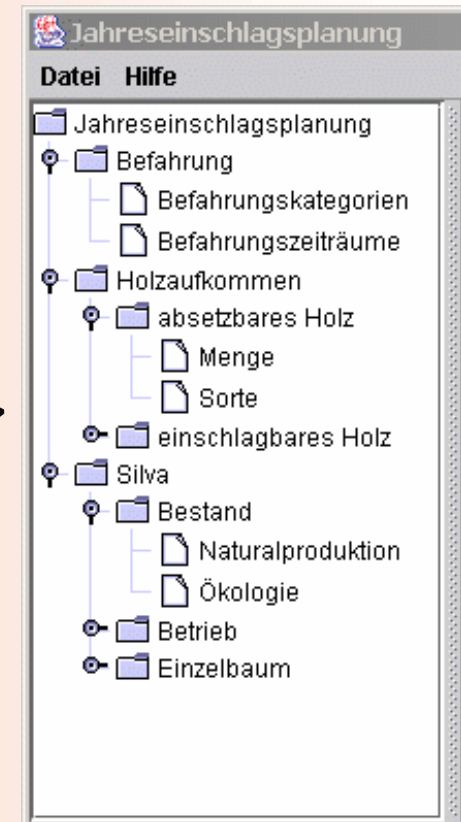 Jahreseinschlagsplanung
Datei Hilfe
Jahreseinschlagsplanung
Befahrung
Befahrungskategorien
Befahrungszeiträume
Holzaufkommen
absetzbares Holz
Menge
Sorte
einschlagbares Holz
Silva
Bestand
Naturalproduktion
Ökologie
Betrieb
Einzelbaum